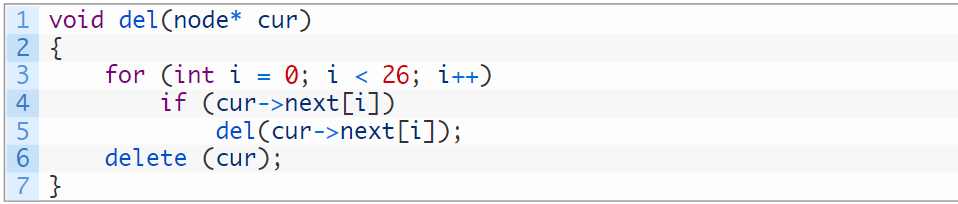 1 void del(node* cur)
2 {
3     for (int i = 0; i < 26; i++)
4         if (cur->next[i])
5             del(cur->next[i]);
6     delete (cur);
7 }